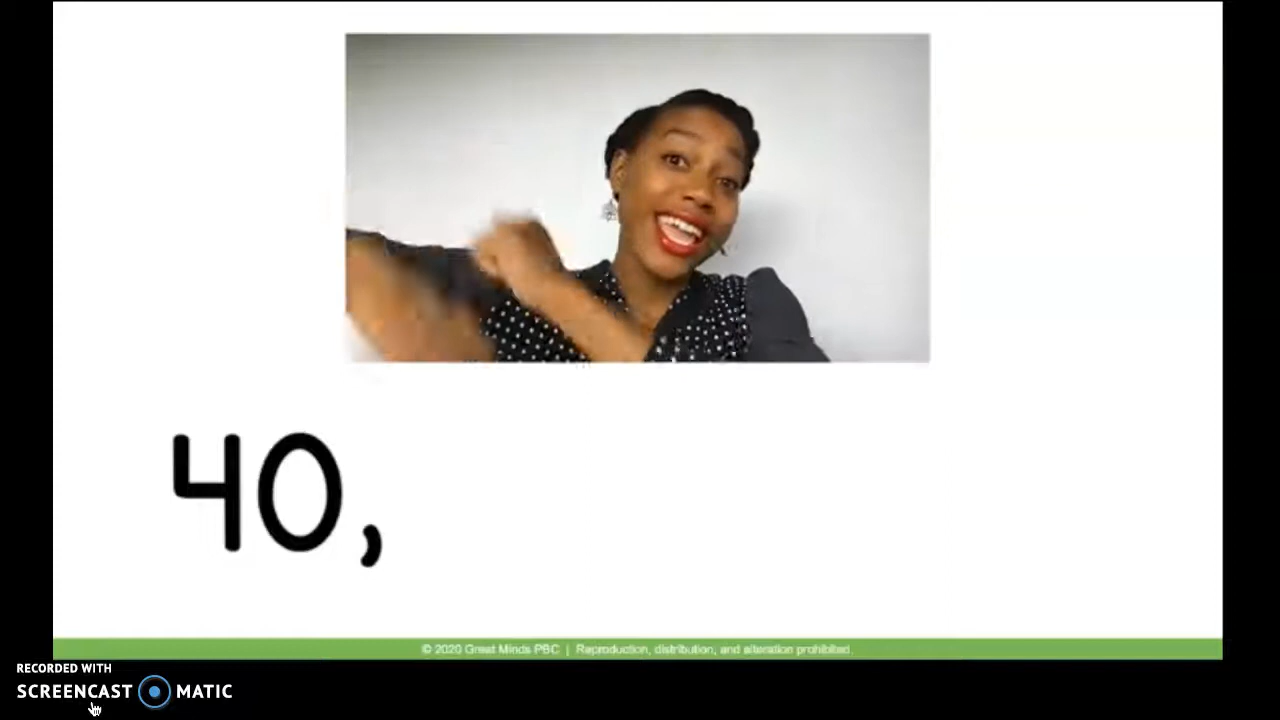 40,
© 2020 Great Minds PBC | Reproduction, distribution, and alteration prohibited.
RECORDED WITH
SCREENCAST MATIC